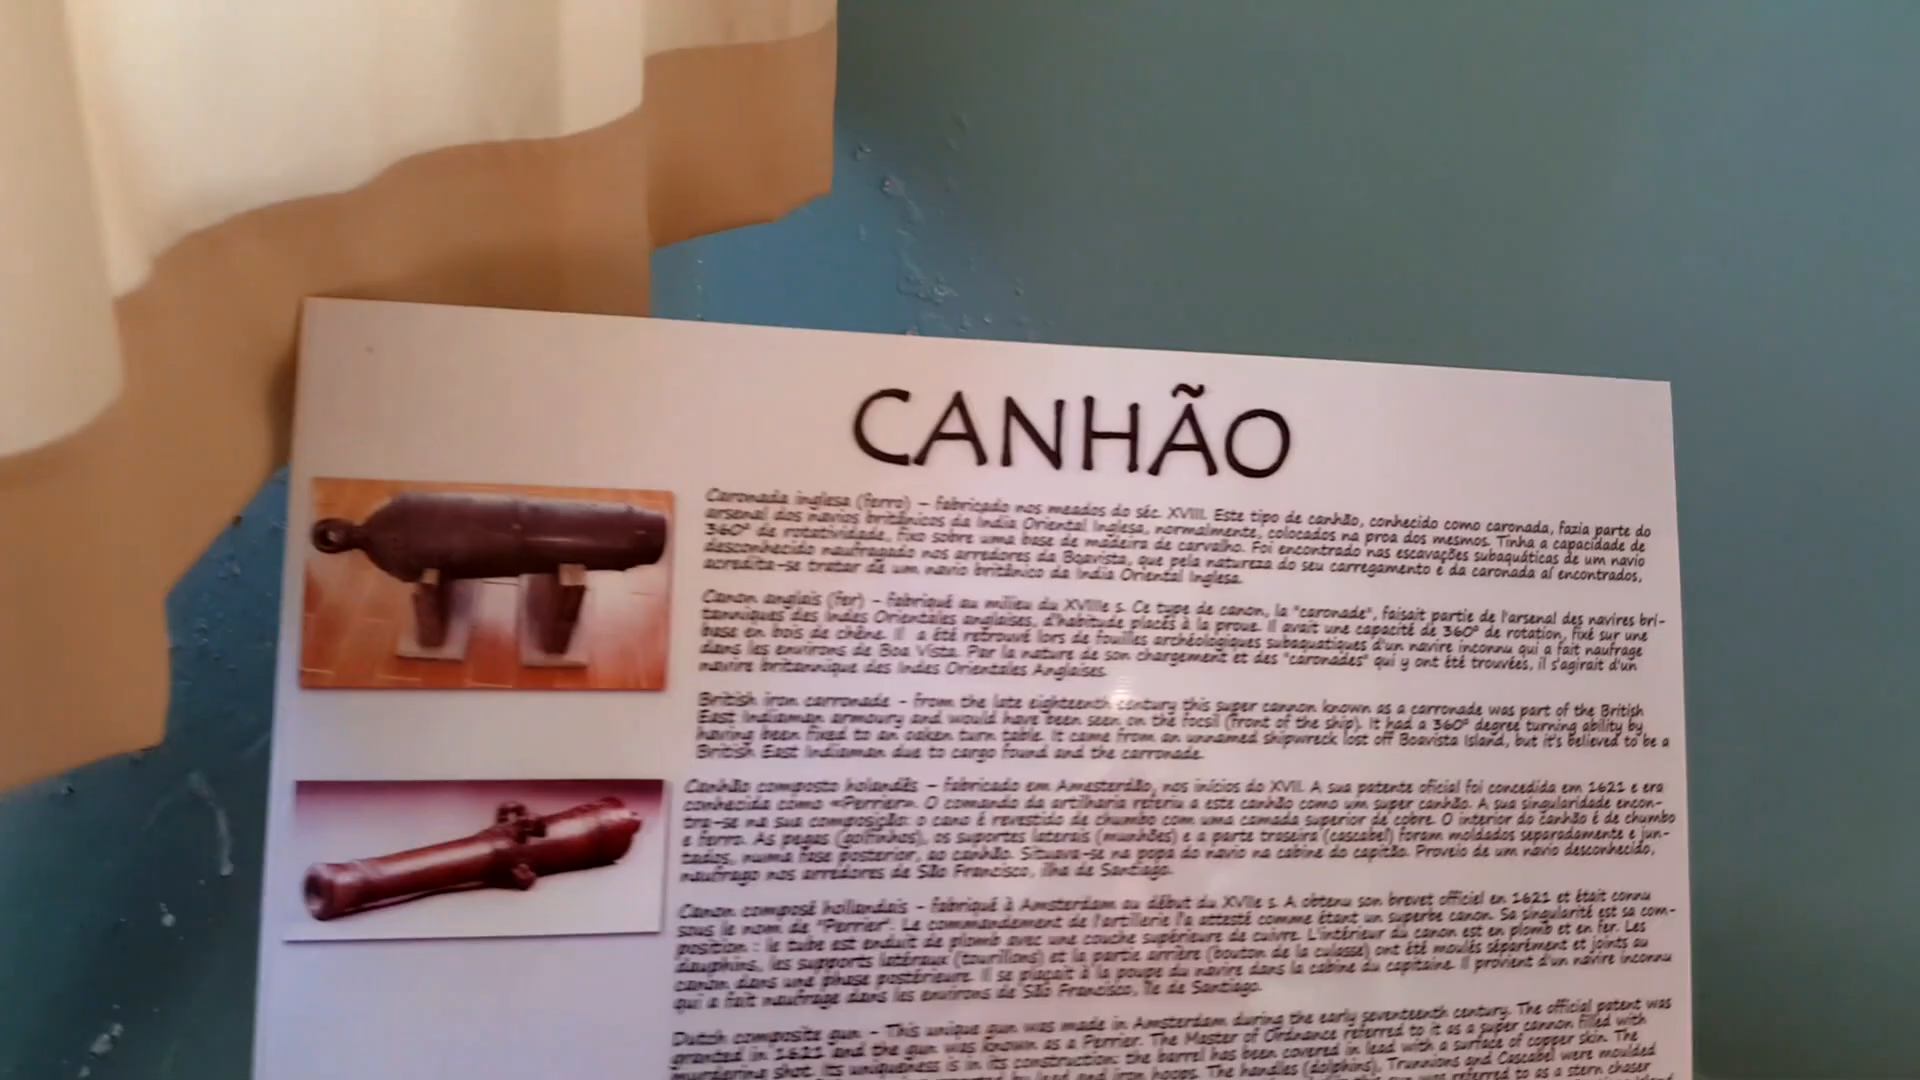 CANHÃO
Caronada inglesa (ferro) – fabricado nos meados do séc. XVIII. Este tipo de canhão, conhecido como caronada, fazia parte do
arsenal dos navios britânicos da Índia Oriental Inglesa, normalmente, colocados na proa dos mesmos. Tinha a capacidade de
360º de rotatividade, fixo sobre uma base de madeira de carvalho. Foi encontrado nas escavações subaquáticas de um navio
desconhecido naufragado nos arredores da Boavista, que pela natureza do seu carregamento e da caronada aí encontrados,
acredita-se tratar de um navio britânico da Índia Oriental Inglesa.
Canon anglais (fer) – fabriqué au milieu du XVIIIe s. Ce type de canon, la "caronade", faisait partie de l'arsenal des navires bri-
tanniques des Indes Orientales anglaises, d'habitude placés à la proue. Il avait une capacité de 360º de rotation, fixé sur une
base en bois de chêne. Il a été retrouvé lors de fouilles archéologiques subaquatiques d'un navire inconnu qui a fait naufrage
dans les environs de Boa Vista. Par la nature de son chargement et des "caronades" qui y ont été trouvées, il s'agirait d'un
navire britannique des Indes Orientales Anglaises.
British iron carronade - from the late eighteenth century this super cannon known as a carronade was part of the British
East Indiaman armoury and would have been seen on the focsil (front of the ship). It had a 360º degree turning ability by
having been fixed to an oaken turn table. It came from an unnamed shipwreck lost off Boavista Island, but it's believed to be a
British East Indiaman due to cargo found and the carronade.
Canhão composto holandês – fabricado em Amesterdão, nos inícios do XVII. A sua patente oficial foi concedida em 1621 e era
conhecida como «Perrier». O comando da artilharia referiu a este canhão como um super canhão. A sua singularidade encon-
tra-se na sua composição: o cano é revestido de chumbo com uma camada superior de cobre. O interior do canhão é de chumbo
e ferro. As pegas (golfinhos), os suportes laterais (munhões) e a parte traseira (cascabel) foram moldados separadamente e jun-
tados, numa fase posterior, ao canhão. Situava-se na popa do navio na cabine do capitão. Proveio de um navio desconhecido,
naufrago nos arredores de São Francisco, ilha de Santiago.
Canon composé hollandais - fabriqué à Amsterdam au début du XVIIe s. A obtenu son brevet officiel en 1621 et était connu
sous le nom de "Perrier". Le commandement de l'artillerie l'a attesté comme étant un superbe canon. Sa singularité est sa com-
position : le tube est enduit de plomb avec une couche supérieure de cuivre. L'intérieur du canon est en plomb et en fer. Les
dauphins, les supports latéraux (tourillons) et la partie arrière (bouton de la culasse) ont été moulés séparément et joints au
canon dans une phase postérieure. Il se plaçait à la poupe du navire dans la cabine du capitaine. Il provient d'un navire inconnu
qui a fait naufrage dans les environs de São Francisco, île de Santiago.
Dutch composite gun - This unique gun was made in Amsterdam during the early seventeenth century. The official patent was
granted in 1621 and the gun was known as a Perrier. The Master of Ordnance referred to it as a super cannon filled with
murdering shot. Its uniqueness is in its construction: the barrel has been covered in lead with a surface of copper skin. The
by lead and iron hoops. The handles (dolphins), Trunnions and Cascabel were moulded
gun was referred to as a stern chaser